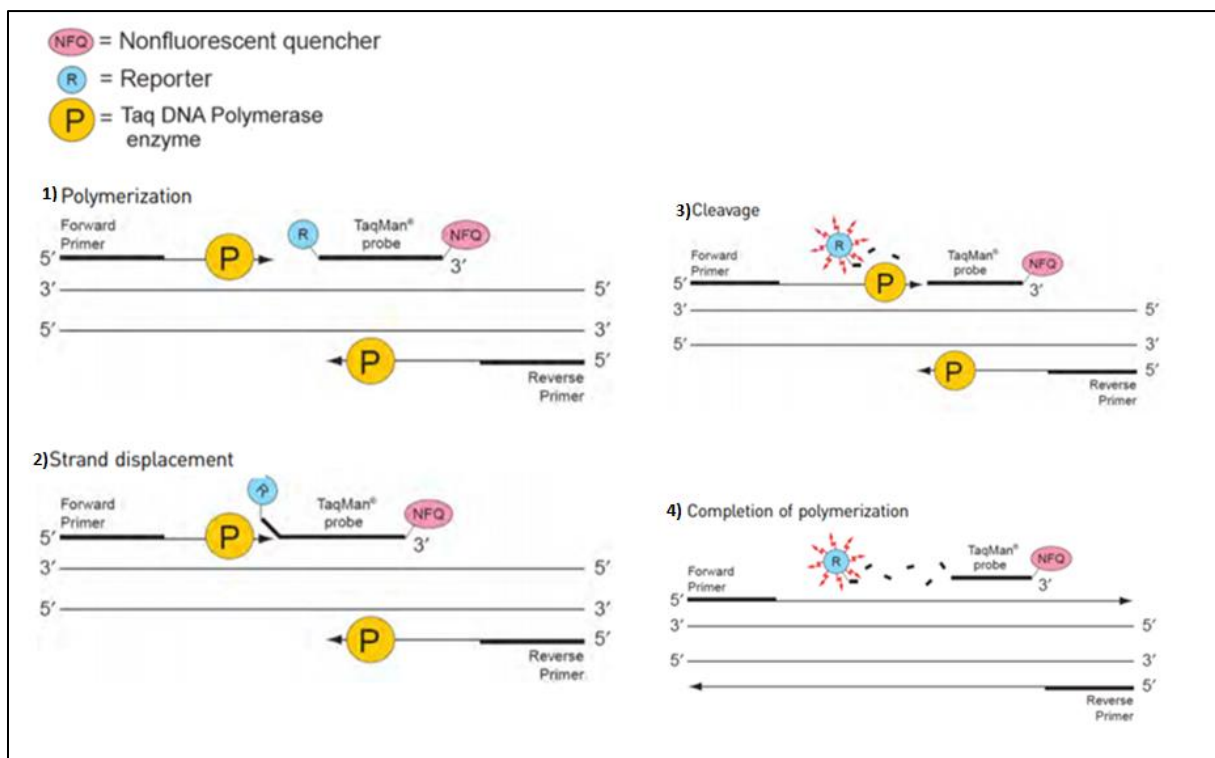 NFQ = Nonfluorescent quencher
R = Reporter
P = Taq DNA Polymerase
enzyme
1) Polymerization
Forward
Primer
P
R
TaqMan®
probe
NFQ
5′
3′
3′
5′
5′
3′
P
5′
Reverse
Primer
2) Strand displacement
Forward
Primer
P
R
TaqMan®
probe
NFQ
5′
3′
3′
5′
5′
3′
P
5′
Reverse
Primer
3) Cleavage
Forward
Primer
R
P
TaqMan®
probe
NFQ
5′
3′
3′
5′
5′
3′
P
5′
Reverse
Primer
4) Completion of polymerization
Forward
Primer
R
TaqMan®
probe
NFQ
3′
5′
3′
5′
5′
3′
5′
Reverse
Primer